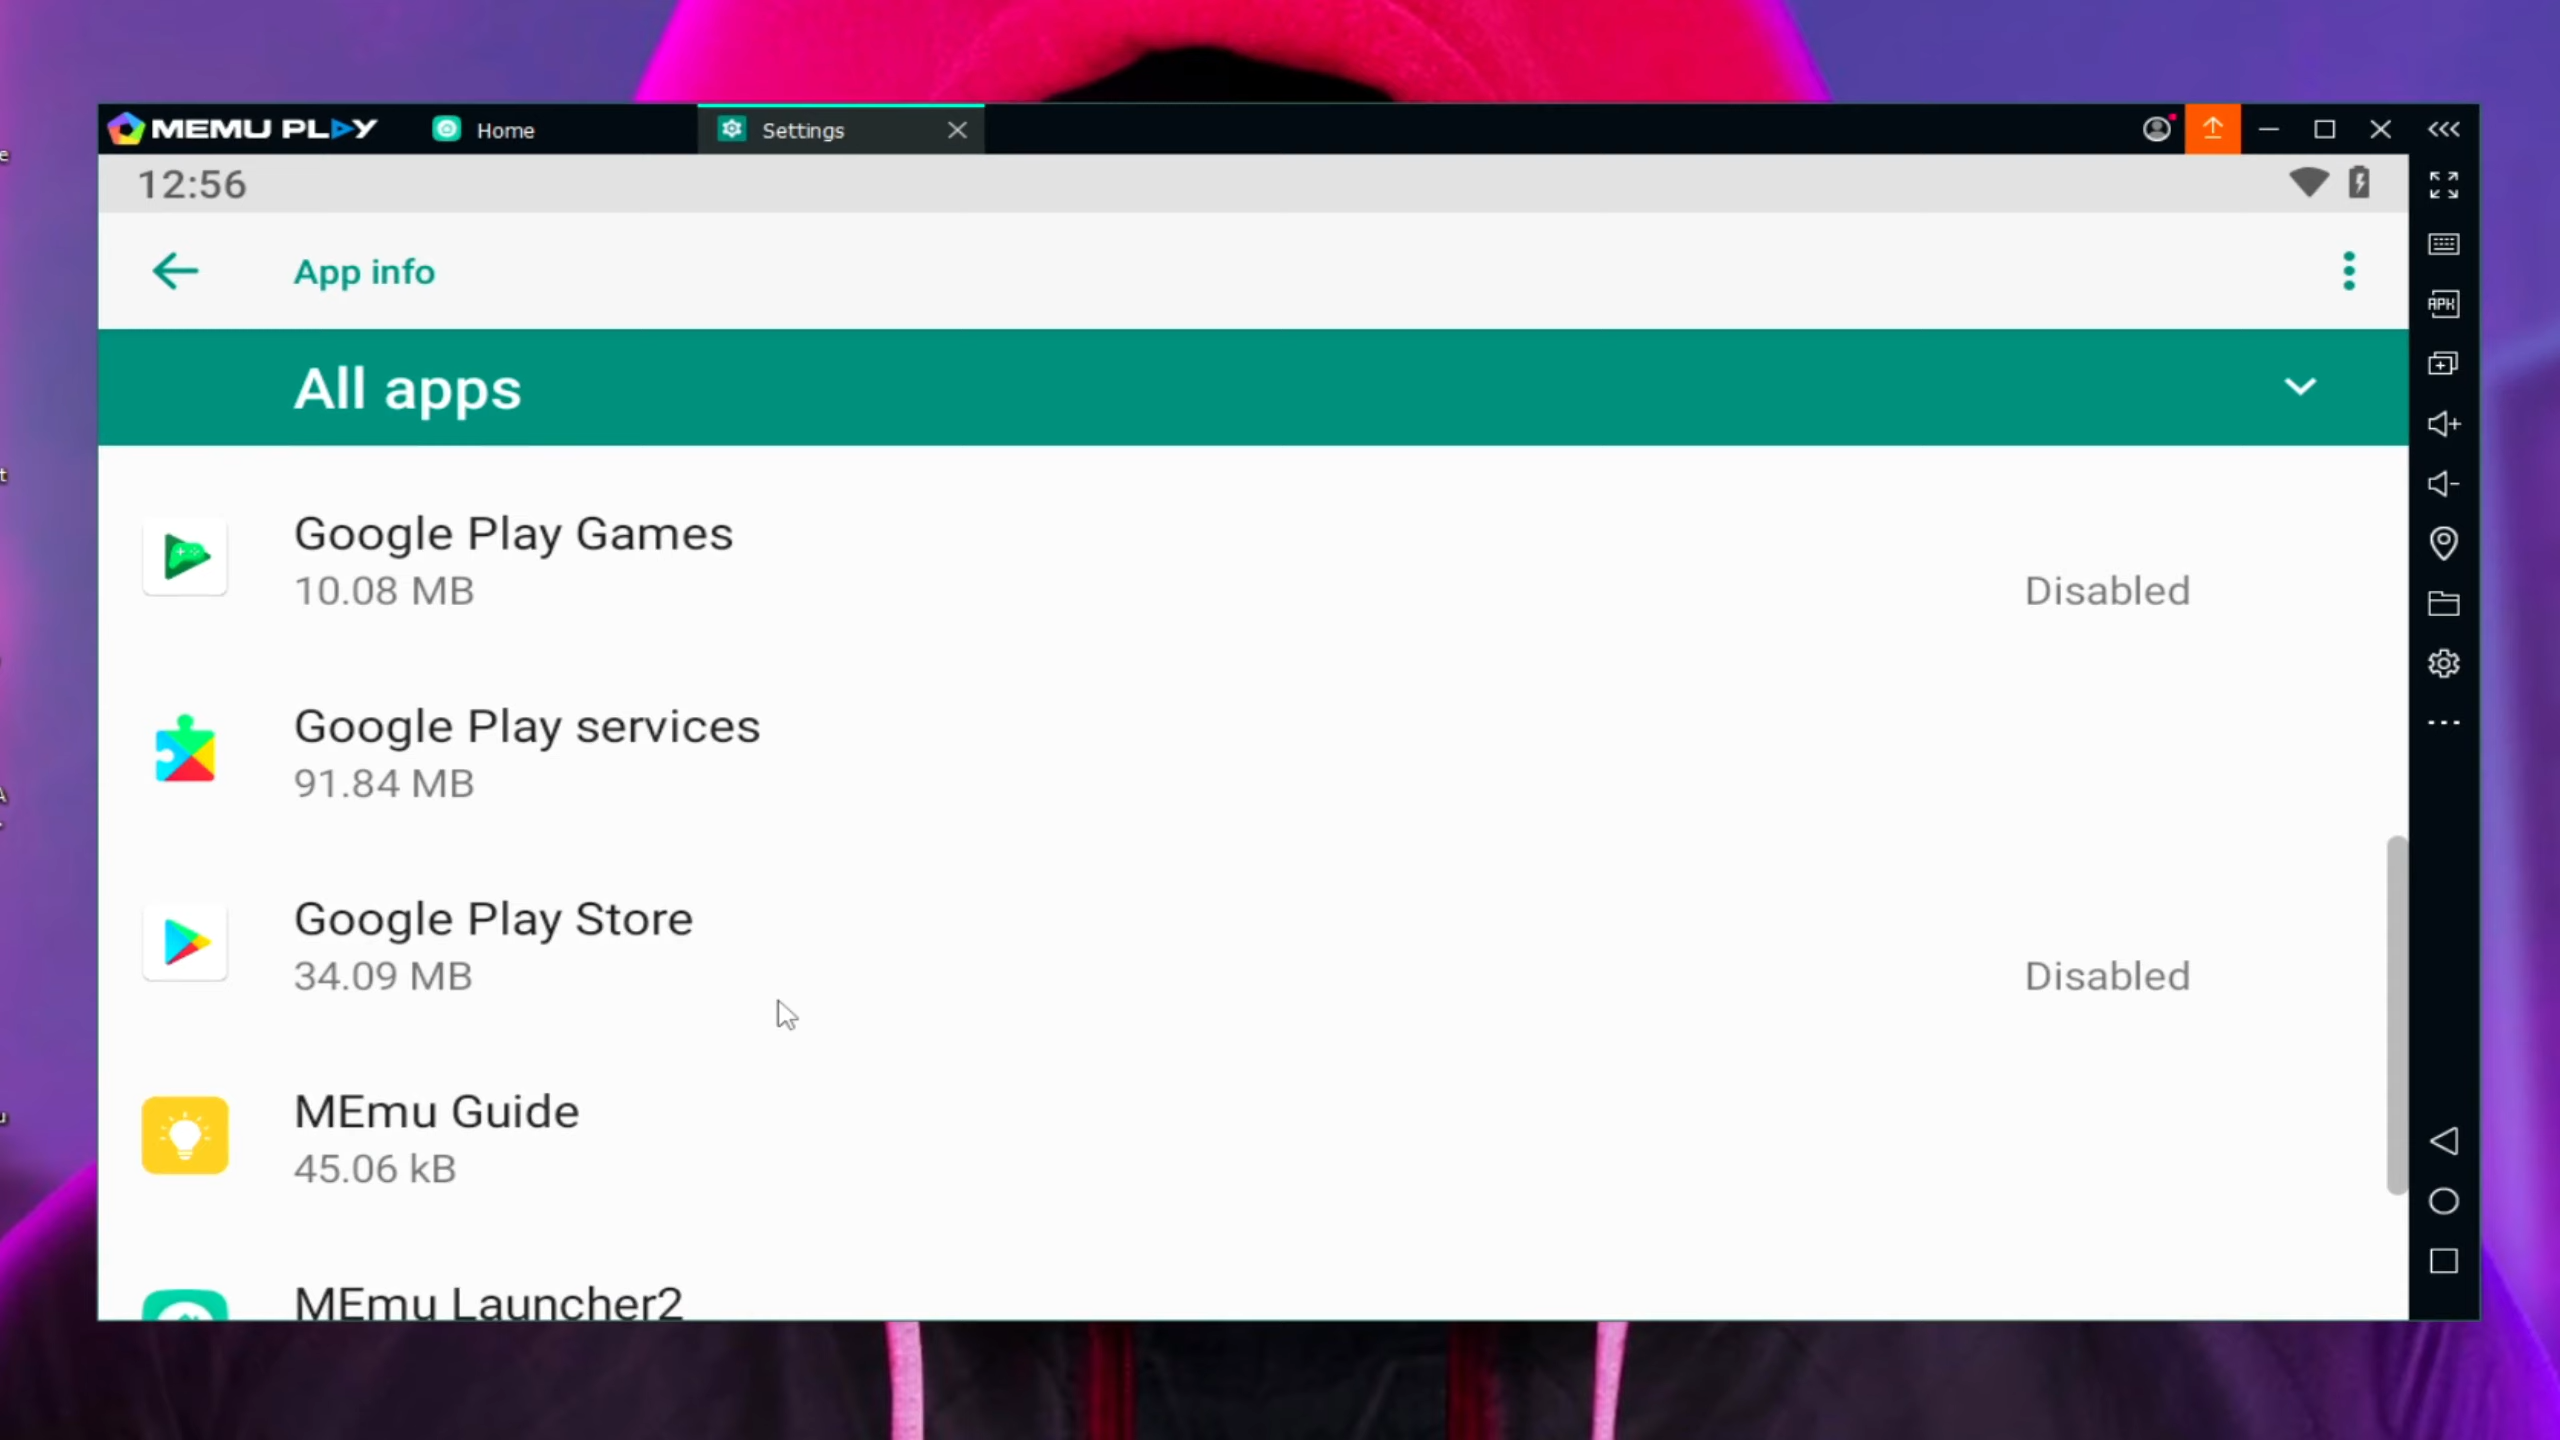 MEMU PLAY
Home
Settings
12:56
App info
All apps
Google Play Games
10.08 MB
Disabled
Google Play services
91.84 MB
Google Play Store
34.09 MB
Disabled
MEmu Guide
45.06 kB
MEmu Launcher2
APK